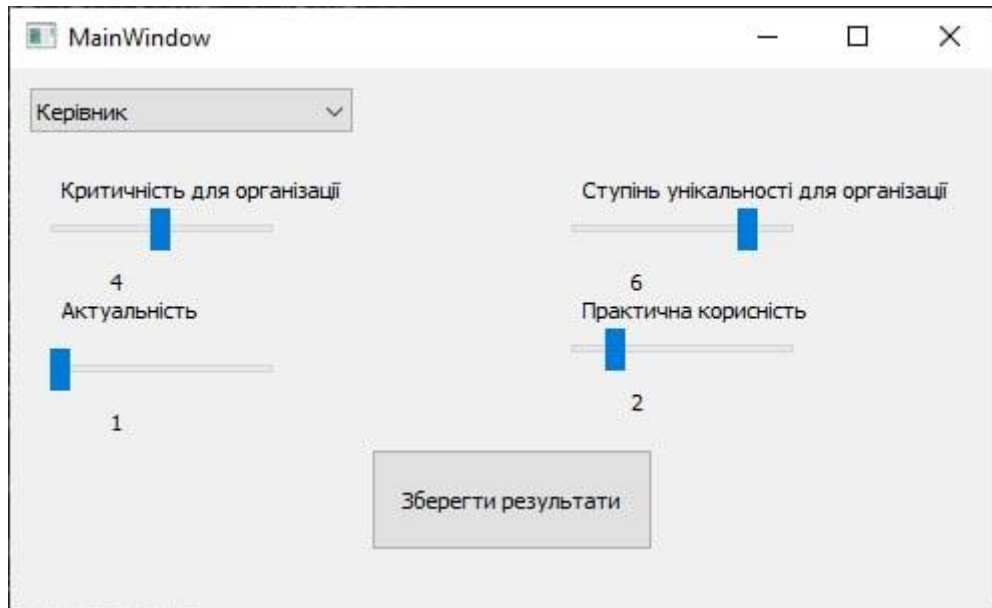 MainWindow
Керівник
Критичність для організації
Ступінь унікальності для організації
4
6
Актуальність
Практична корисність
1
2
Зберегти результати